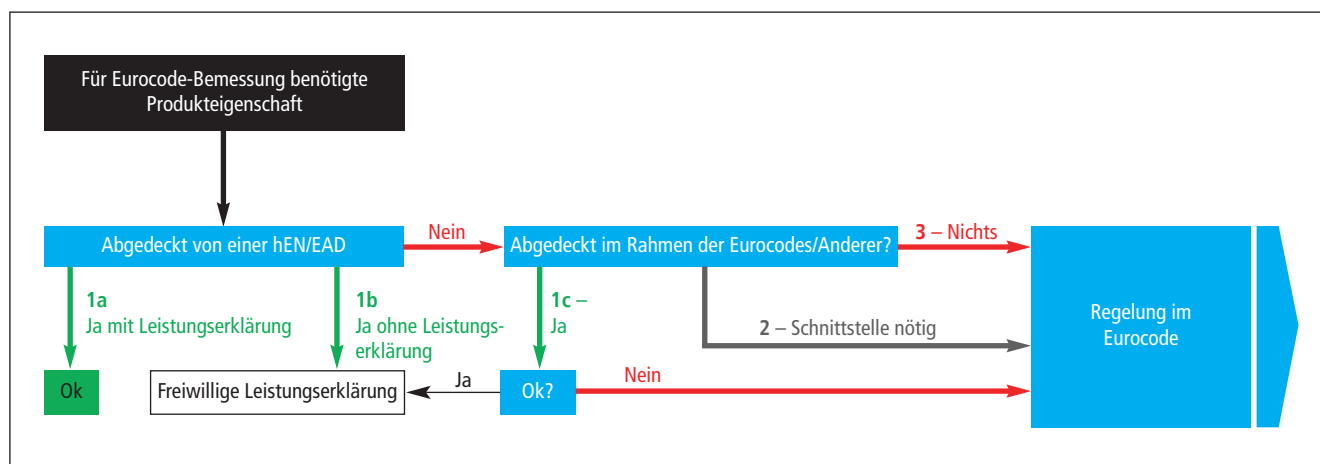 Für Eurocode-Bemessung benötigte
Produkteigenschaft
Abgedeckt von einer hEN/EAD
Nein
Abgedeckt im Rahmen der Eurocodes/Anderer?
3 – Nichts
1a
Ja mit Leistungserklärung
1b
Ja ohne Leistungs-
erklärung
1c –
Ja
2 – Schnittstelle nötig
Regelung im
Eurocode
Ok
Freiwillige Leistungserklärung
Ja
Ok?
Nein